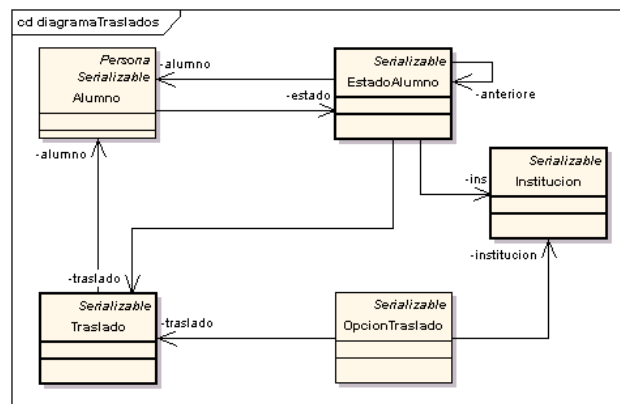 cd diagramaTraslados
Persona
Serializable
Alumno
-alumno
Serializable
EstadoAlumno
-anteriore
-estado
-alumno
-ins
Serializable
Institucion
-institucion
-traslado
Serializable
Traslado
-traslado
Serializable
OpcionTraslado